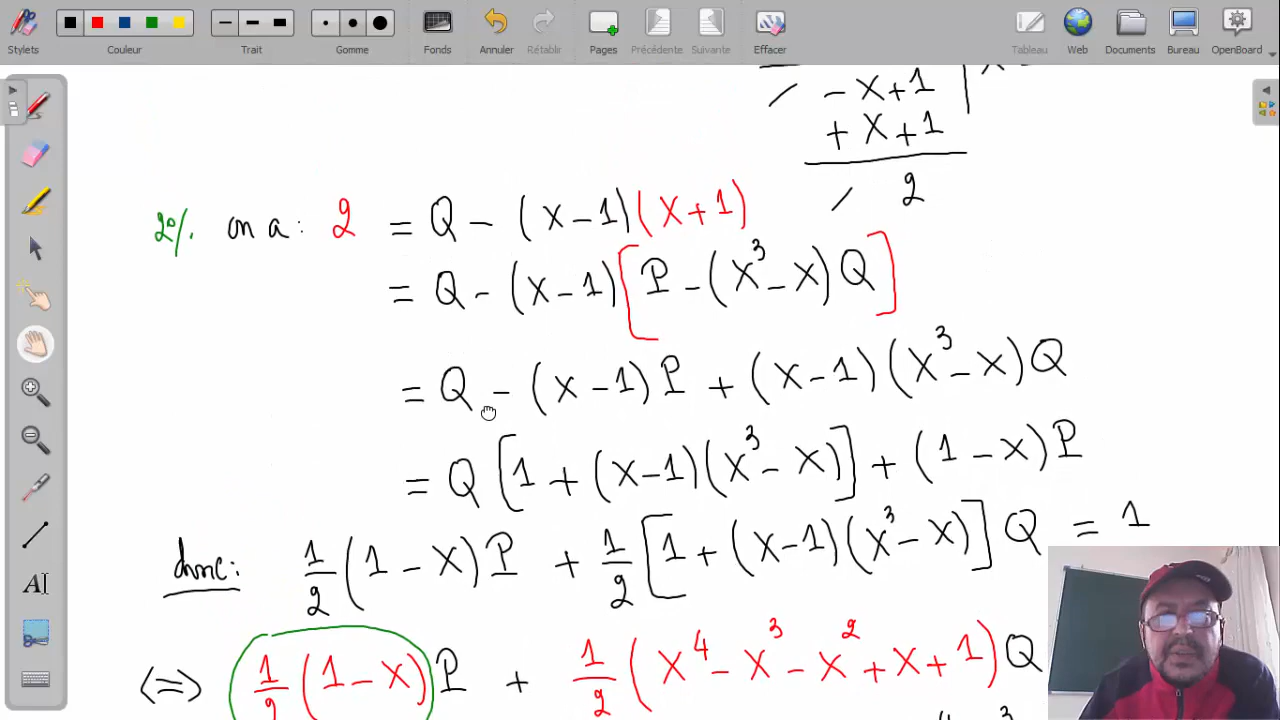 Stylets Couleur Trait Gomme Fonds Annuler Rétablir Pages Précédente Suivante Effacer Tableau Web Documents Bureau OpenBoard
- X + 1
+ X + 1
2
2°/. on a : 2 = Q - (X - 1)(X + 1)
= Q - (X - 1)[P - (X³ - X)Q]
= Q - (X - 1)P + (X - 1)(X³ - X)Q
= Q[1 + (X - 1)(X³ - X)] + (1 - X)P
donc : 1/2 (1 - X)P + 1/2 [1 + (X - 1)(X³ - X)]Q = 1
<=> 1/2 (1 - X)P + 1/2 (X⁴ - X³ - X² + X + 1)Q